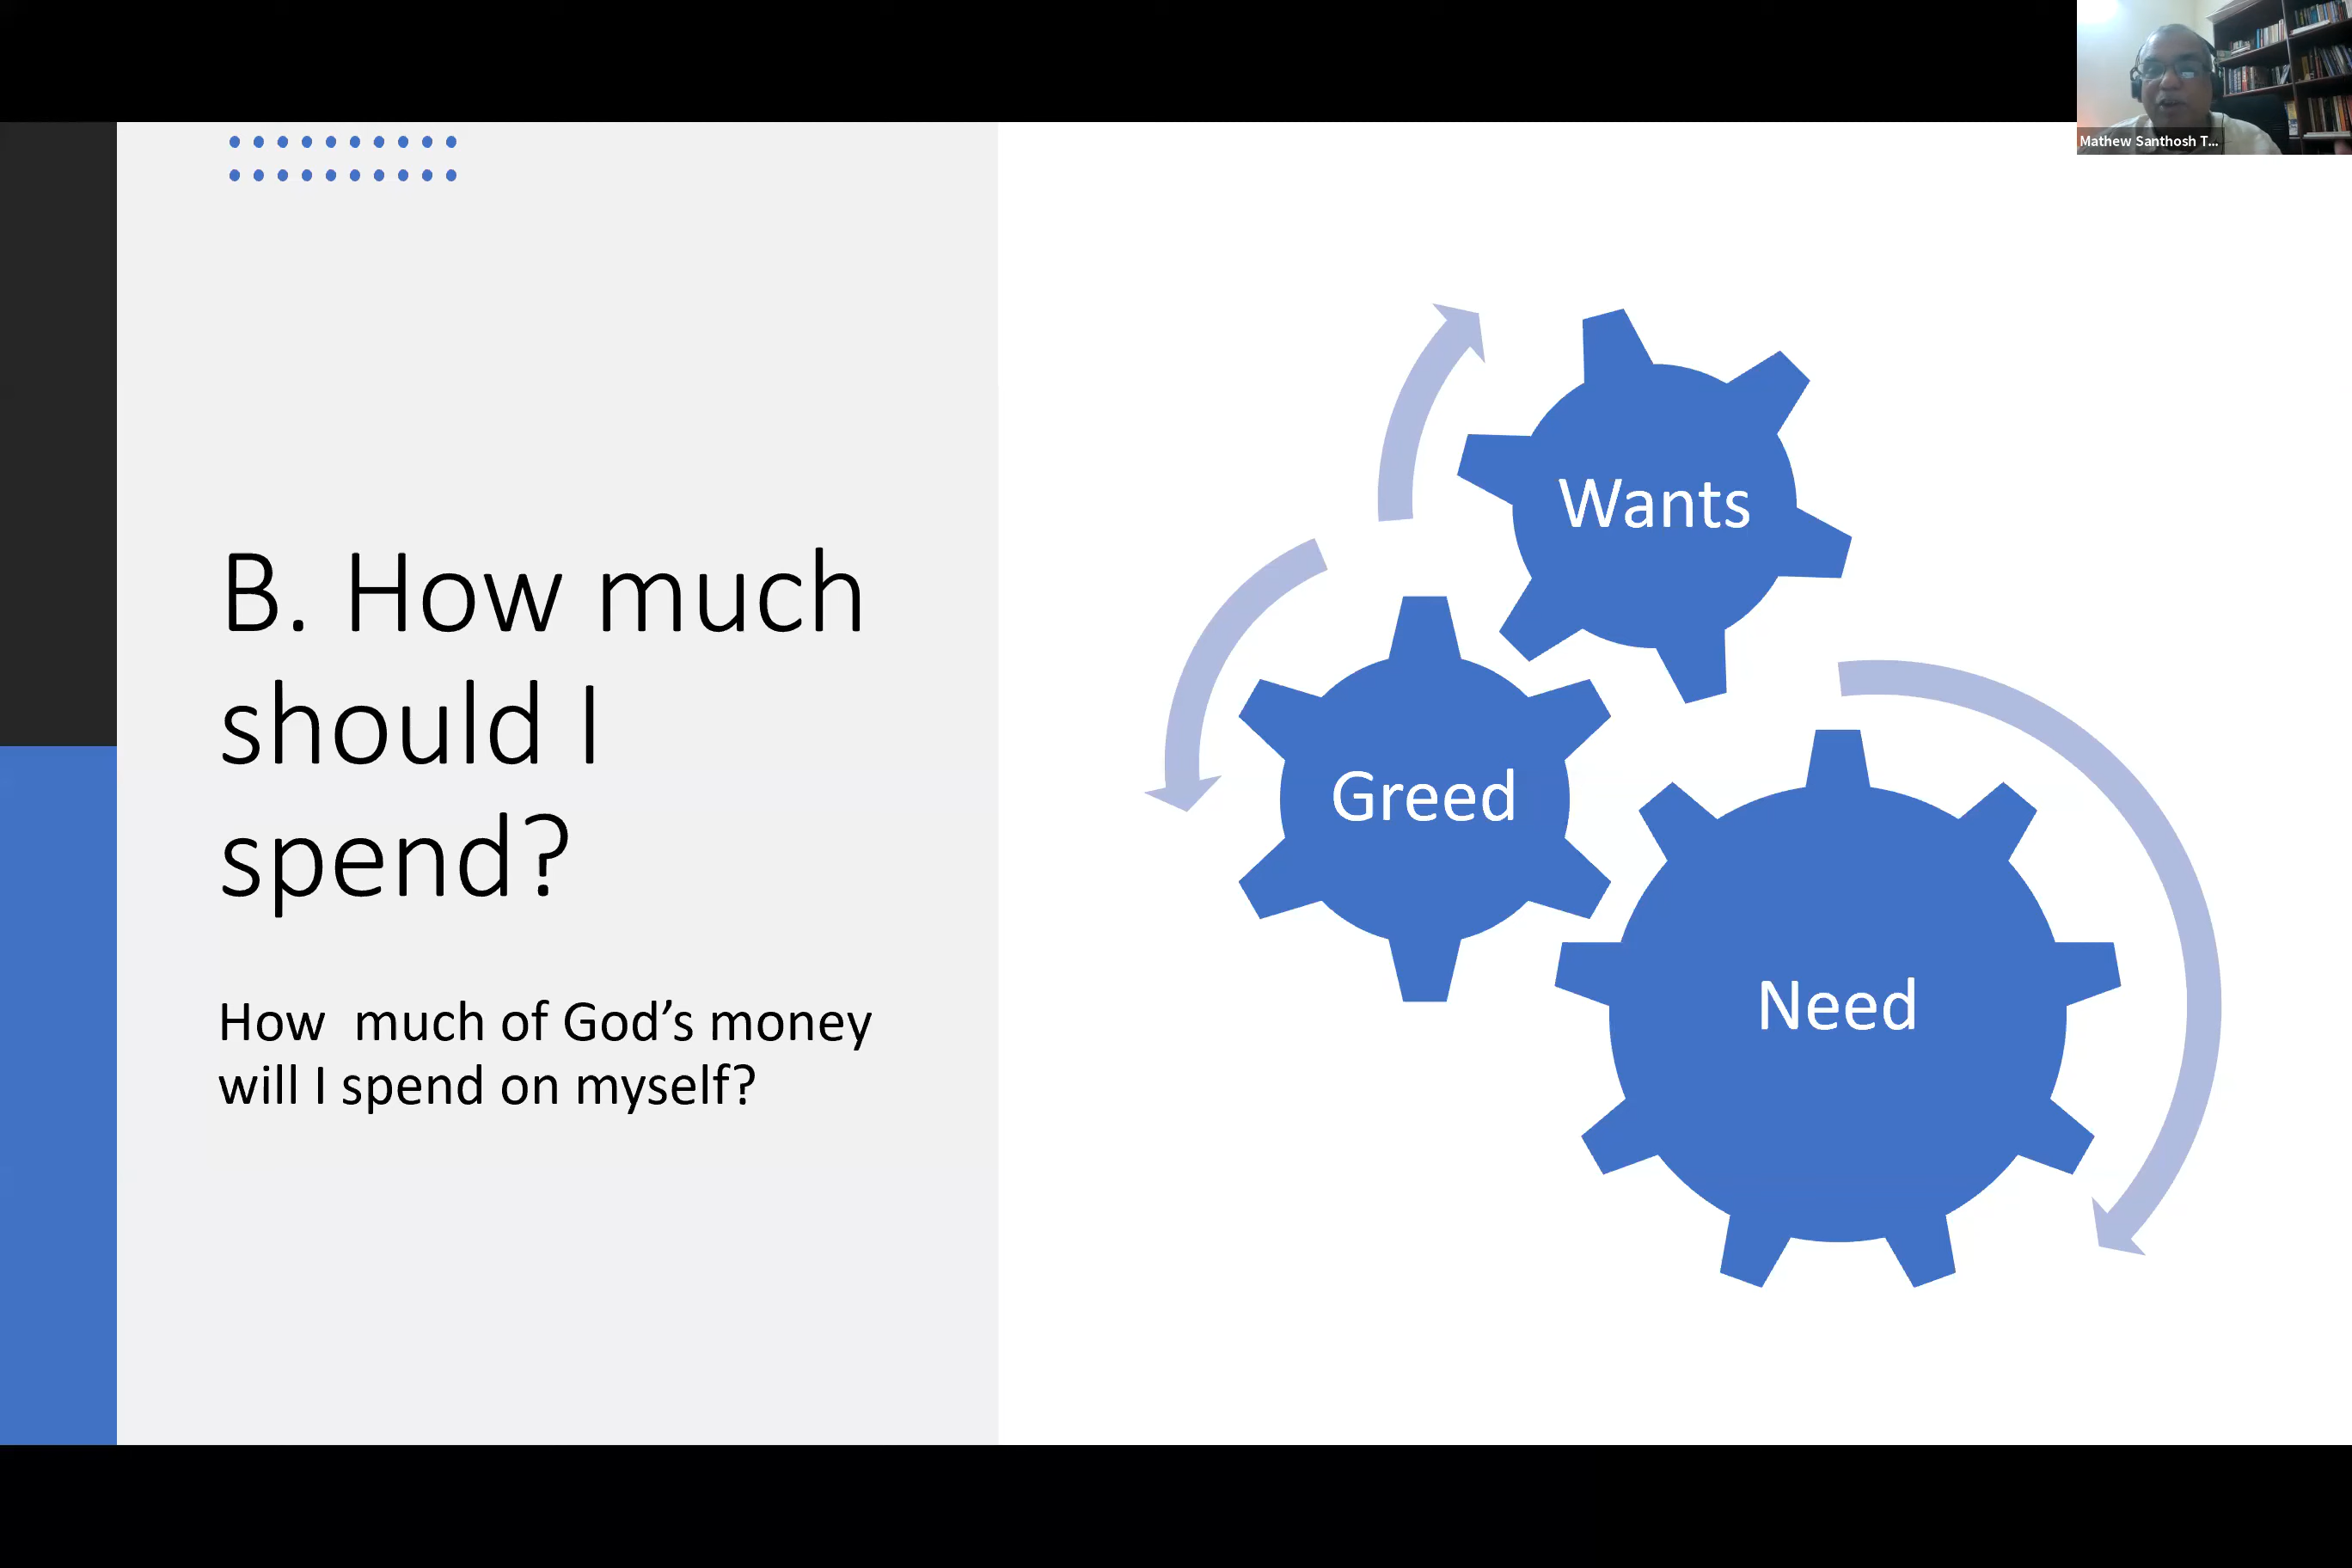 Mathew Santhosh T...
B. How much
should I
spend?
How much of God’s money
will I spend on myself?
Wants
Greed
Need